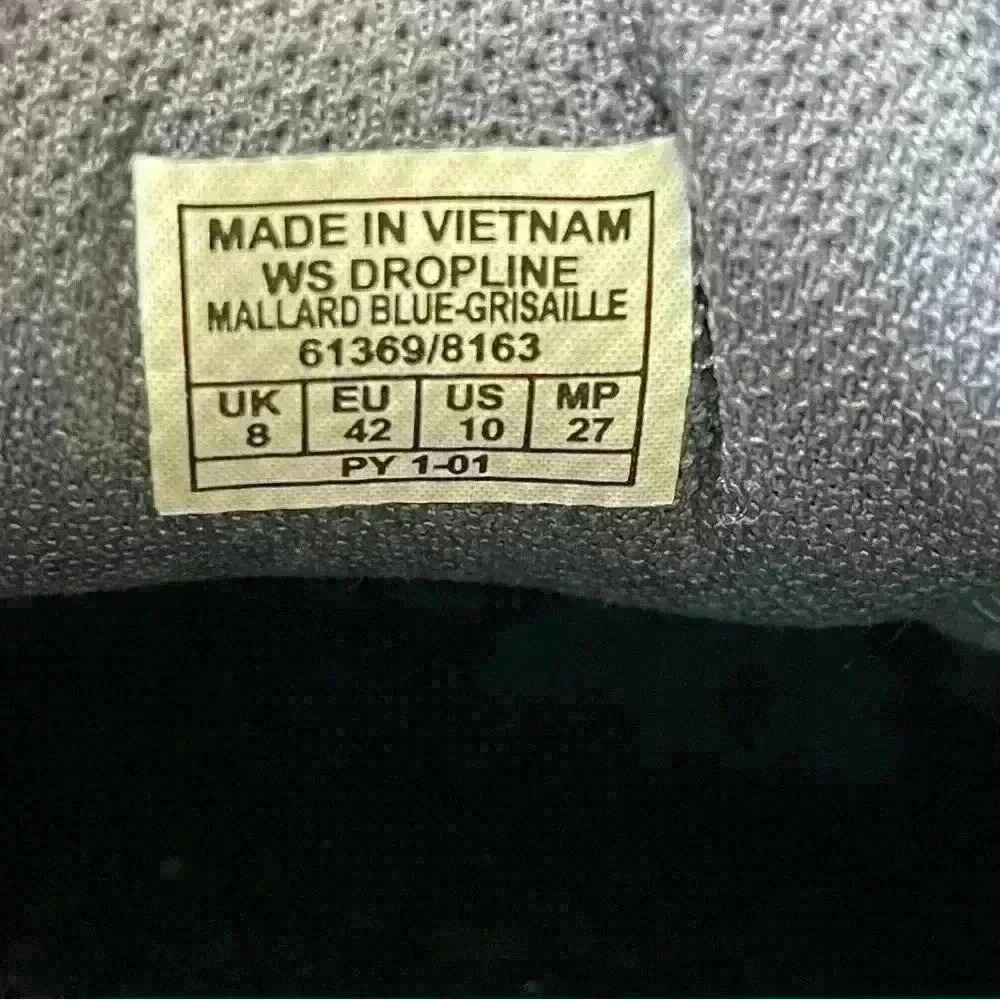 MADE IN VIETNAM
WS DROPLINE
MALLARD BLUE-GRISAILLE
61369/8163
UK EU US MP
8 42 10 27
PY 1-01